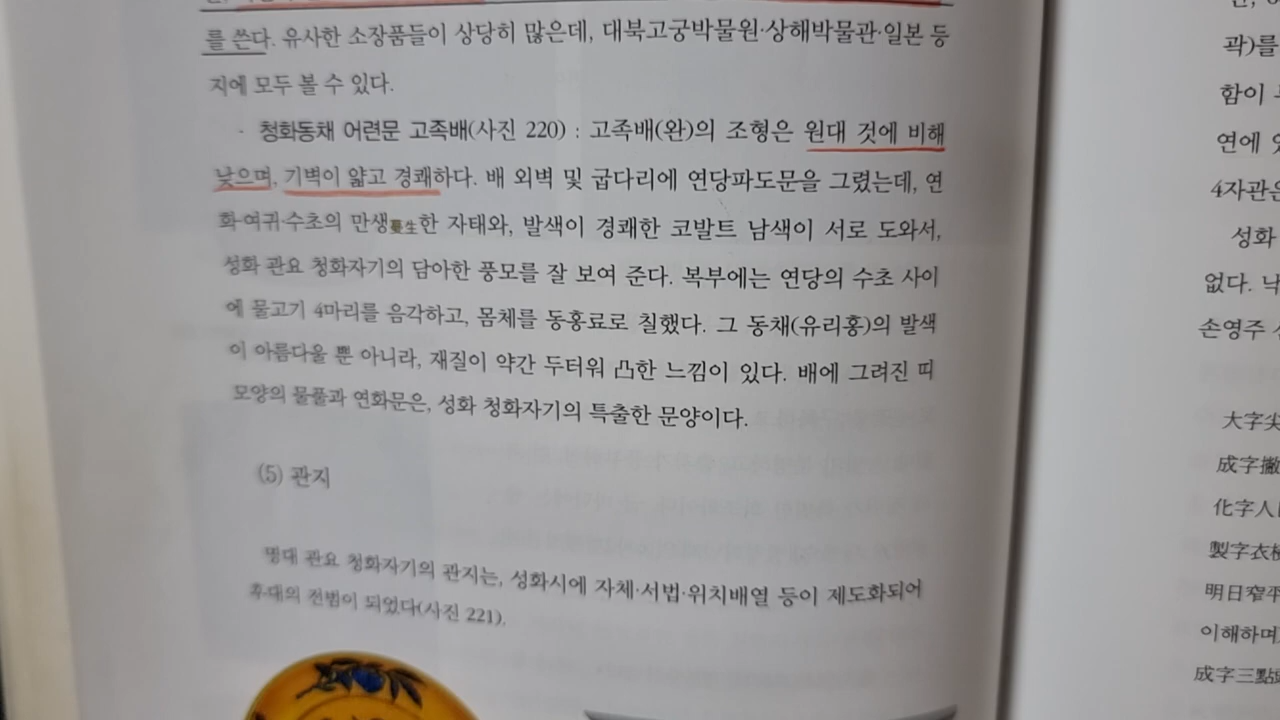 를 쓴다. 유사한 소장품들이 상당히 많은데, 대북고궁박물원·상해박물관·일본 등
지에 모두 볼 수 있다.
· 청화동채 어련문 고족배(사진 220) : 고족배(완)의 조형은 원대 것에 비해
낮으며, 기벽이 얇고 경쾌하다. 배 외벽 및 굽다리에 연당파도문을 그렸는데, 연
화·여귀·수초의 만생蔓生한 자태와, 발색이 경쾌한 코발트 남색이 서로 도와서,
성화 관요 청화자기의 담아한 풍모를 잘 보여 준다. 복부에는 연당의 수초 사이
에 물고기 4마리를 음각하고, 몸체를 동홍료로 칠했다. 그 동채(유리홍)의 발색
이 아름다울 뿐 아니라, 재질이 약간 두터워 凸한 느낌이 있다. 배에 그려진 띠
모양의 물풀과 연화문은, 성화 청화자기의 특출한 문양이다.
(5) 관지
명대 관요 청화자기의 관지는, 성화시에 자체·서법·위치배열 등이 제도화되어
후대의 전범이 되었다(사진 221).
곽)를
함이
연에
4자관은
성화
없다.
손영주
大字尖
成字撇
化字人
製字衣
明日窄平
이해하며
成字三點